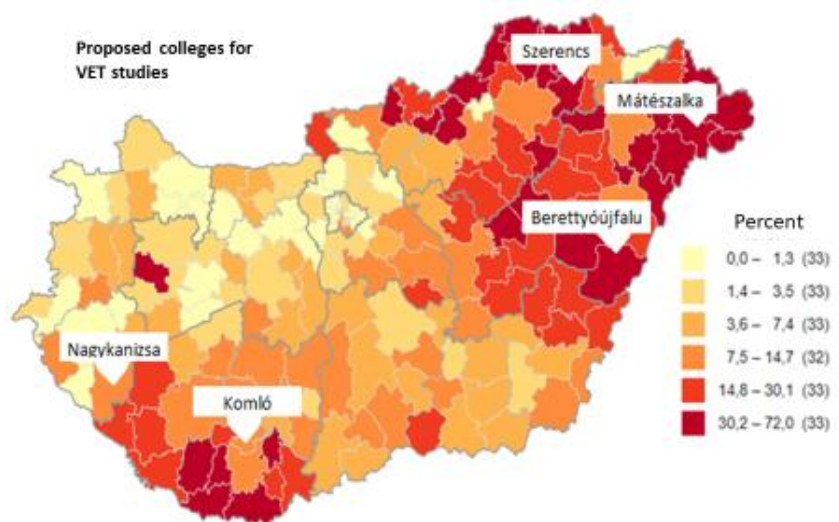 Proposed colleges for
VET studies
Szerencs
Mátészalka
Berettyóújfalu
Nagykanizsa
Komló
Percent
0,0 – 1,3 (33)
1,4 – 3,5 (33)
3,6 – 7,4 (33)
7,5 – 14,7 (32)
14,8 – 30,1 (33)
30,2 – 72,0 (33)